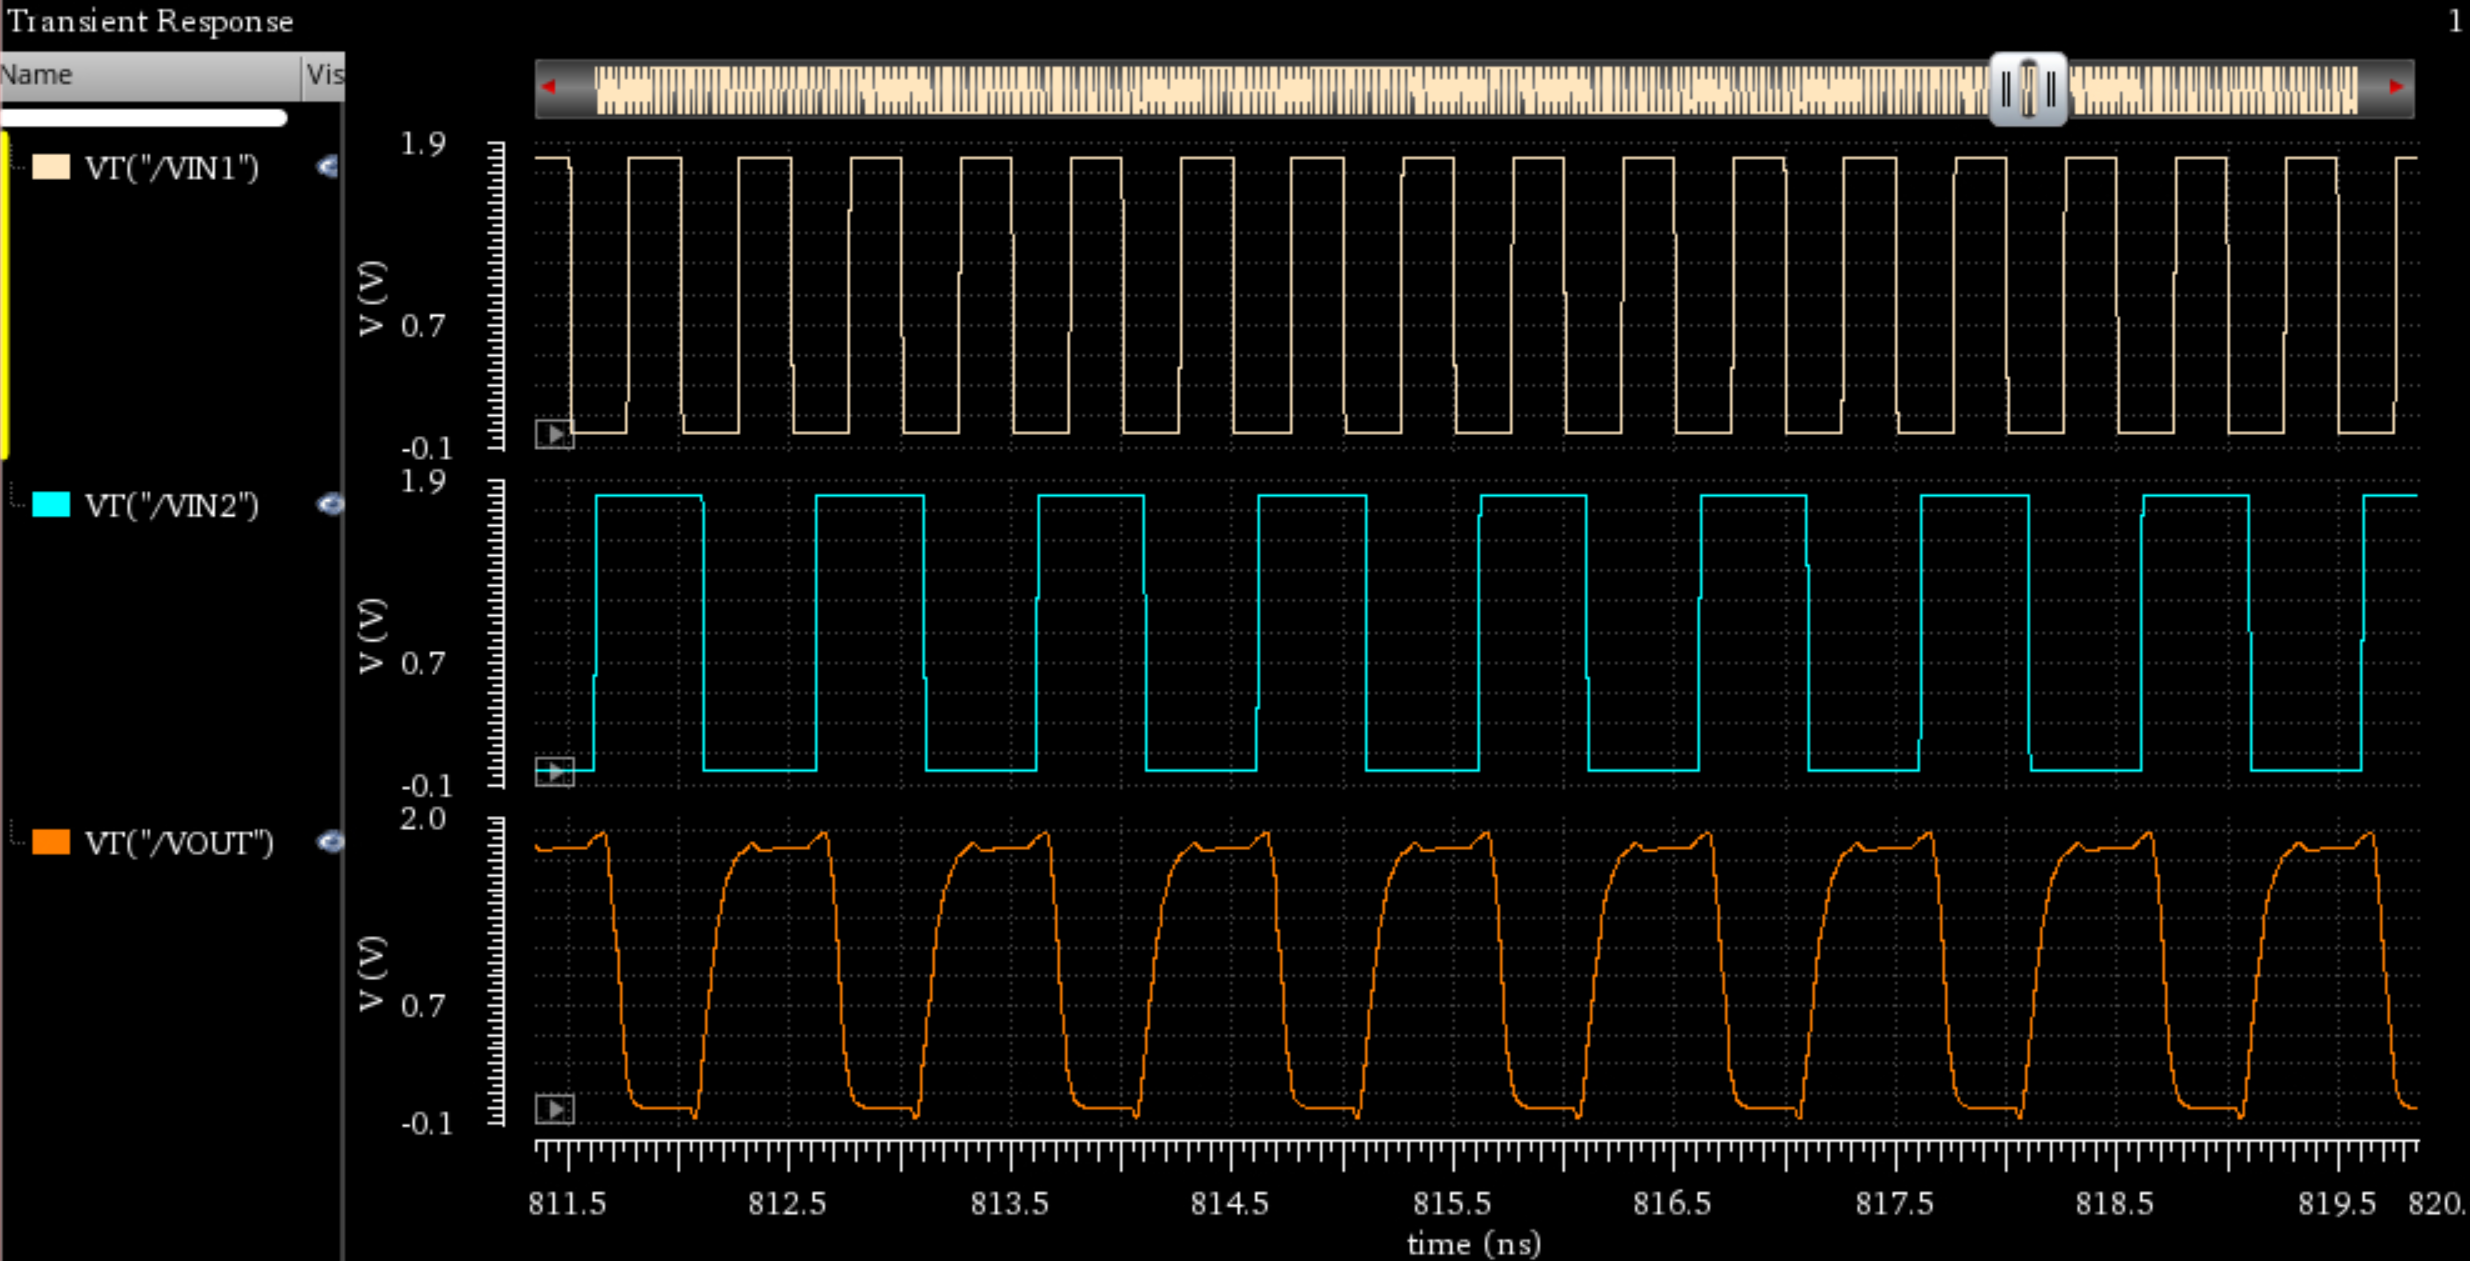 Transient Response
1
Name
Vis
VT("/VIN1")
1.9
V (V)
0.7
-0.1
VT("/VIN2")
1.9
V (V)
0.7
-0.1
VT("/VOUT")
2.0
V (V)
0.7
-0.1
811.5 812.5 813.5 814.5 815.5 816.5 817.5 818.5 819.5 820.
time (ns)